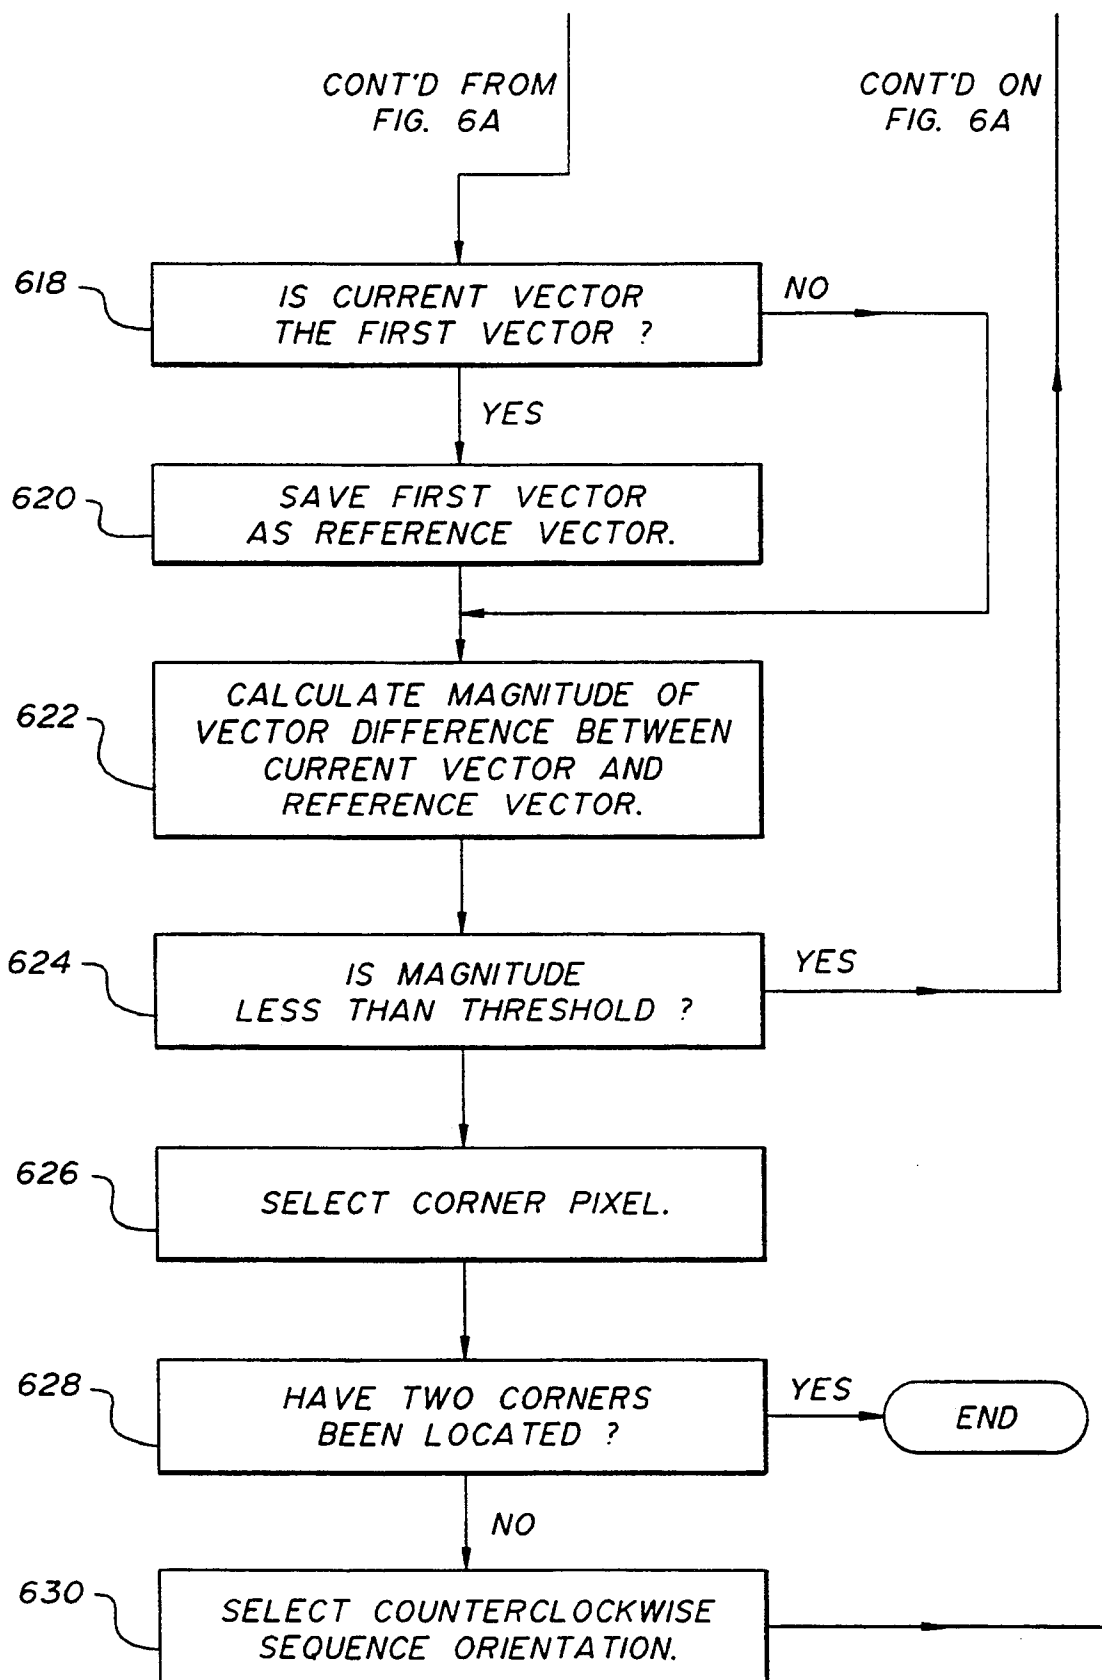 CONT'D FROM
FIG. 6A
CONT'D ON
FIG. 6A
618
IS CURRENT VECTOR
THE FIRST VECTOR ?
NO
YES
620
SAVE FIRST VECTOR
AS REFERENCE VECTOR.
622
CALCULATE MAGNITUDE OF
VECTOR DIFFERENCE BETWEEN
CURRENT VECTOR AND
REFERENCE VECTOR.
624
IS MAGNITUDE
LESS THAN THRESHOLD ?
YES
626
SELECT CORNER PIXEL.
628
HAVE TWO CORNERS
BEEN LOCATED ?
YES
END
NO
630
SELECT COUNTERCLOCKWISE
SEQUENCE ORIENTATION.